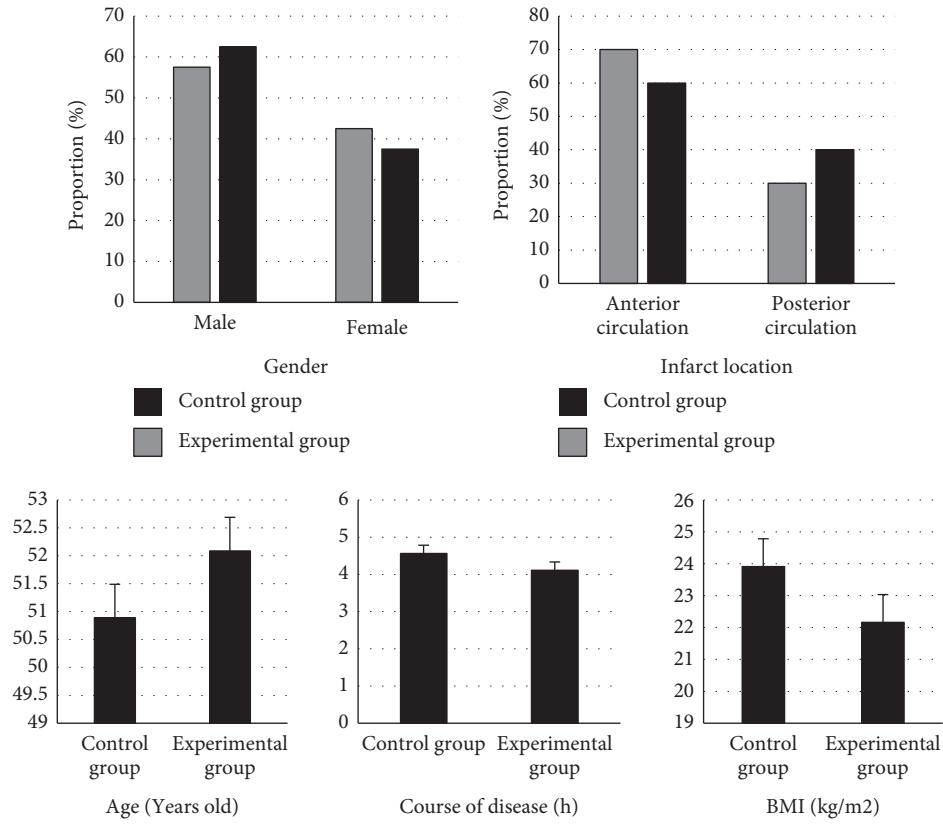 Proportion (%)
70
60
50
40
30
20
10
0
Male
Female
Gender
Control group
Experimental group
Proportion (%)
80
70
60
50
40
30
20
10
0
Anterior
circulation
Posterior
circulation
Infarct location
Control group
Experimental group
53
52.5
52
51.5
51
50.5
50
49.5
49
Control
group
Experimental
group
Age (Years old)
6
5
4
3
2
1
0
Control group
Experimental
group
Course of disease (h)
26
25
24
23
22
21
20
19
Control
group
Experimental
group
BMI (kg/m2)